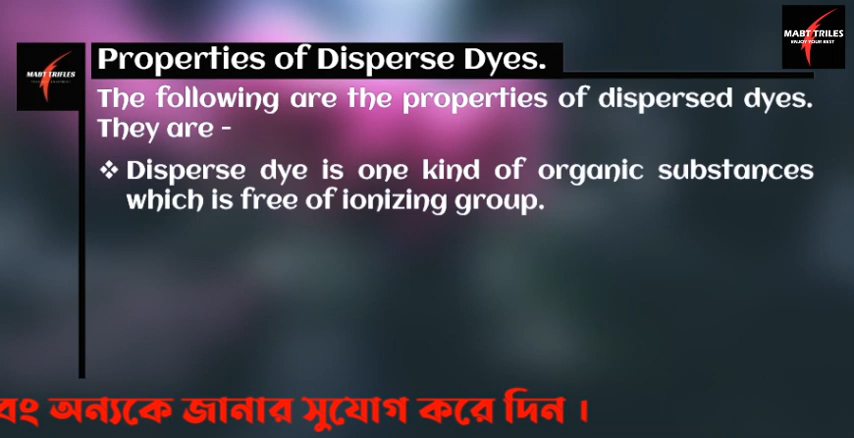 MABT TRILES
ENJOY YOUR BEST
MABT TRIFLES
Properties of Disperse Dyes.
The following are the properties of dispersed dyes.
They are -
❖ Disperse dye is one kind of organic substances
which is free of ionizing group.
বং অন্যকে জানার সুযোগ করে দিন ।